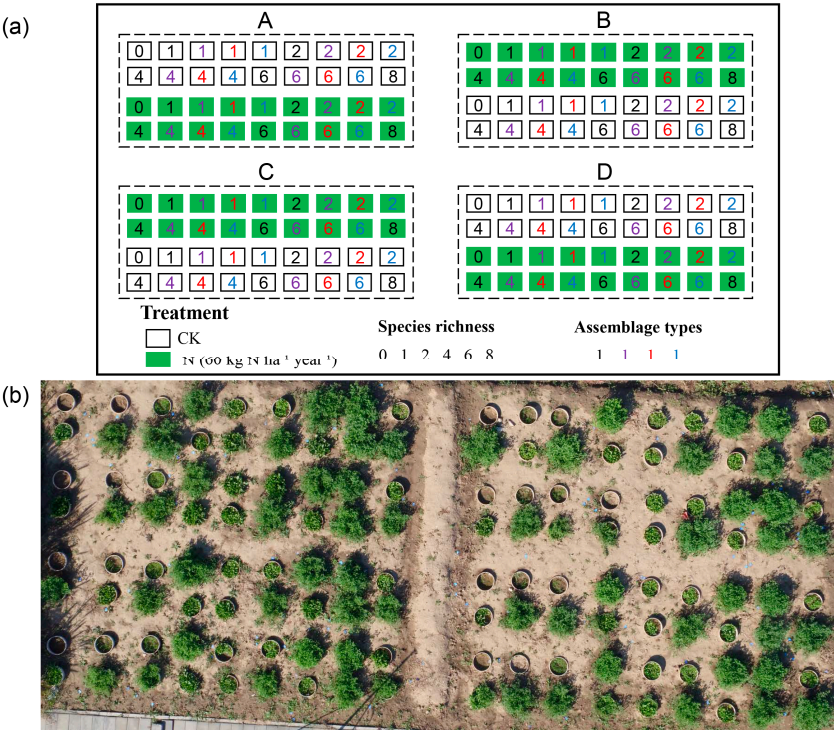 (a)
A B
0 1 1 1 1 2 2 2 2 0 1 1 1 1 2 2 2 2
4 4 4 4 6 6 6 6 8 4 4 4 4 6 6 6 6 8
0 1 1 1 1 2 2 2 2 0 1 1 1 1 2 2 2 2
4 4 4 4 6 6 6 6 8 4 4 4 4 6 6 6 6 8
C D
0 1 1 1 1 2 2 2 2 0 1 1 1 1 2 2 2 2
4 4 4 4 6 6 6 6 8 4 4 4 4 6 6 6 6 8
0 1 1 1 1 2 2 2 2 0 1 1 1 1 2 2 2 2
4 4 4 4 6 6 6 6 8 4 4 4 4 6 6 6 6 8
Treatment
CK
N (60 kg N ha⁻¹ year⁻¹)
Species richness
0 1 2 4 6 8
Assemblage types
1 1 1 1
(b)